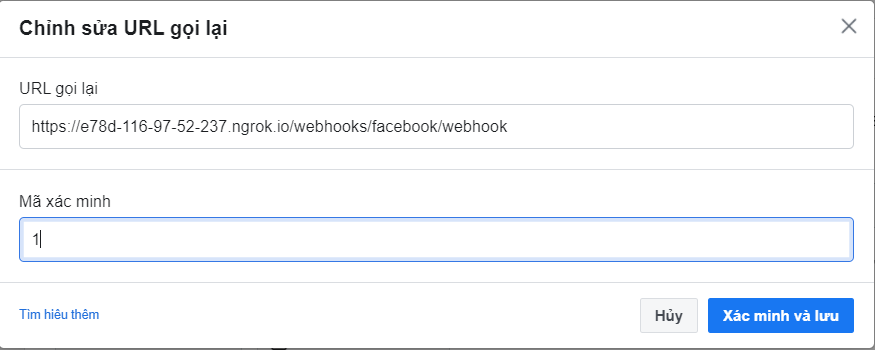 Chỉnh sửa URL gọi lại
URL gọi lại
https://e78d-116-97-52-237.ngrok.io/webhooks/facebook/webhook
Mã xác minh
1
Tìm hiểu thêm
Hủy
Xác minh và lưu